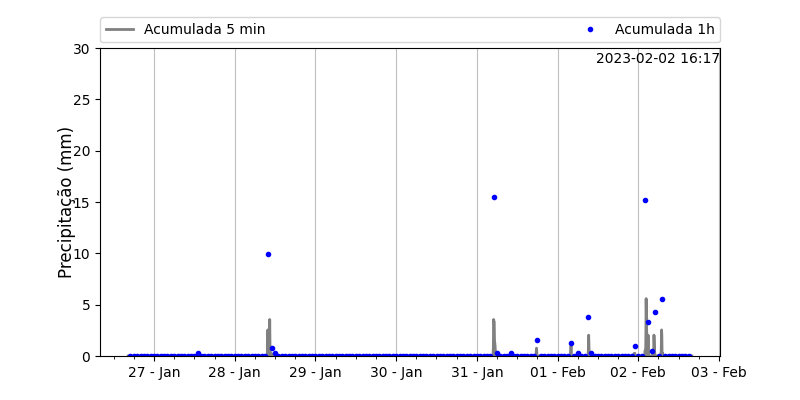 Acumulada 5 min
Acumulada 1h
2023-02-02 16:17
30
25
20
15
10
5
0
Precipitação (mm)
27 - Jan
28 - Jan
29 - Jan
30 - Jan
31 - Jan
01 - Feb
02 - Feb
03 - Feb